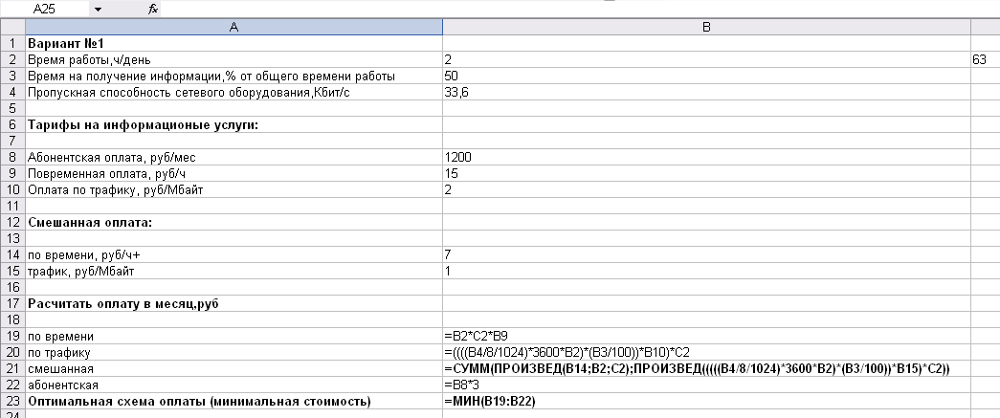 A25 fx
A B
1 Вариант №1
2 Время работы,ч/день 2 63
3 Время на получение информации,% от общего времени работы 50
4 Пропускная способность сетевого оборудования,Кбит/с 33,6
5
6 Тарифы на информационые услуги:
7
8 Абонентская оплата, руб/мес 1200
9 Повременная оплата, руб/ч 15
10 Оплата по трафику, руб/Мбайт 2
11
12 Смешанная оплата:
13
14 по времени, руб/ч+ 7
15 трафик, руб/Мбайт 1
16
17 Расчитать оплату в месяц,руб
18
19 по времени =B2*C2*B9
20 по трафику =((((B4/8/1024)*3600*B2)*(B3/100))*B10)*C2
21 смешанная =СУММ(ПРОИЗВЕД(B14;B2;C2);ПРОИЗВЕД(((((B4/8/1024)*3600*B2)*(B3/100))*B15)*C2))
22 абонентская =B8*3
23 Оптимальная схема оплаты (минимальная стоимость) =МИН(B19:B22)
24